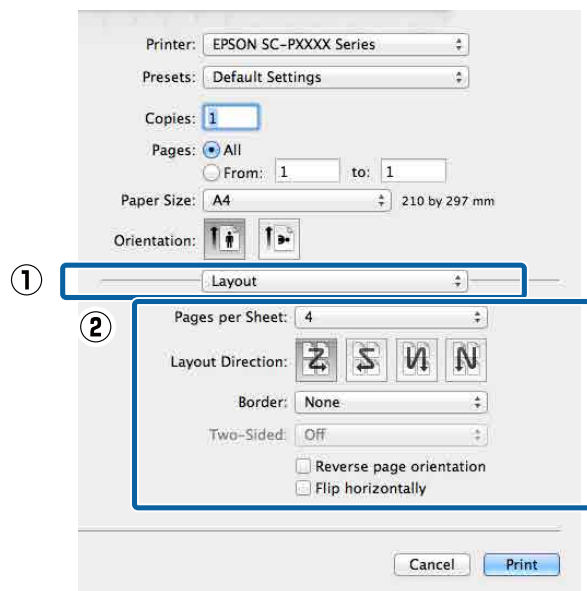 Printer: EPSON SC-PXXXX Series
Presets: Default Settings
Copies: 1
Pages: All
From: 1 to: 1
Paper Size: A4 210 by 297 mm
Orientation:
① Layout
② Pages per Sheet: 4
Layout Direction:
Border: None
Two-Sided: Off
Reverse page orientation
Flip horizontally
Cancel Print